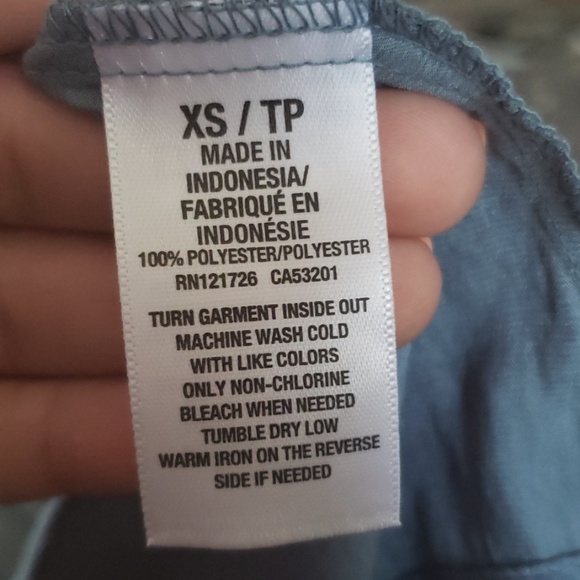 XS / TP
MADE IN
INDONESIA/
FABRIQUÉ EN
INDONÉSIE
100% POLYESTER/POLYESTER
RN121726 CA53201
TURN GARMENT INSIDE OUT
MACHINE WASH COLD
WITH LIKE COLORS
ONLY NON-CHLORINE
BLEACH WHEN NEEDED
TUMBLE DRY LOW
WARM IRON ON THE REVERSE
SIDE IF NEEDED